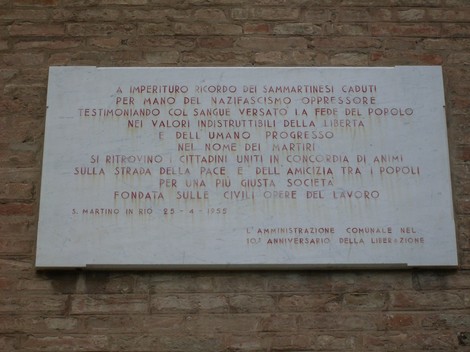 A IMPERITURO RICORDO DEI SAMMARTINESI CADUTI
PER MANO DEL NAZIFASCISMO OPPRESSORE
TESTIMONIANDO COL SANGUE VERSATO LA FEDE DEL POPOLO
NEI VALORI INDISTRUTTIBILI DELLA LIBERTA
E DELL'UMANO PROGRESSO
NEL NOME DEI MARTIRI
SI RITROVINO I CITTADINI UNITI IN CONCORDIA DI ANIMI
SULLA STRADA DELLA PACE E DELL'AMICIZIA TRA I POPOLI
PER UNA PIÙ GIUSTA SOCIETÀ
FONDATA SULLE CIVILI OPERE DEL LAVORO
S. MARTINO IN RIO 25-4-1955
L'AMMINISTRAZIONE COMUNALE NEL
10° ANNIVERSARIO DELLA LIBERAZIONE